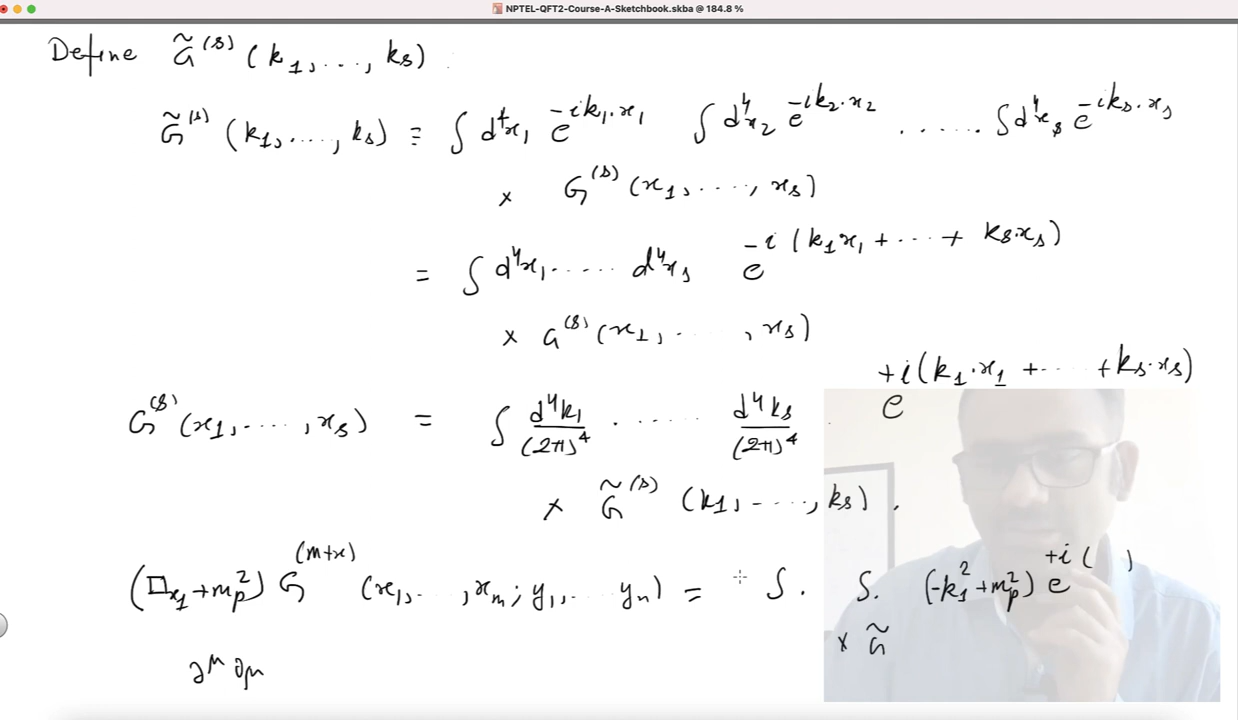 NPTEL-QFT2-Course-A-Sketchbook.skba @ 184.8 %
Define G̃^(s) (k_1, ..., k_s)
G̃^(s) (k_1, ..., k_s) ≡ ∫ d^4x_1 e^{-ik_1·x_1} ∫ d^4x_2 e^{-ik_2·x_2} ...... ∫ d^4x_s e^{-ik_s·x_s}
× G^(s) (x_1, ..., x_s)
= ∫ d^4x_1 ...... d^4x_s e^{-i(k_1x_1 + ... + k_s·x_s)}
× G^(s) (x_1, ..., x_s)
G^(s) (x_1, ..., x_s) = ∫ d^4k_1/(2π)^4 ...... d^4k_s/(2π)^4 e^{+i(k_1·x_1 + ... + k_s·x_s)}
× G̃^(s) (k_1, ..., k_s).
(□_{x_1} + m_p^2) G^(m+n) (x_1, ..., x_m; y_1, ... y_n) = ∫. ∫. (-k_1^2 + m_p^2) e^{+i( )}
× G̃
∂^μ ∂_μ